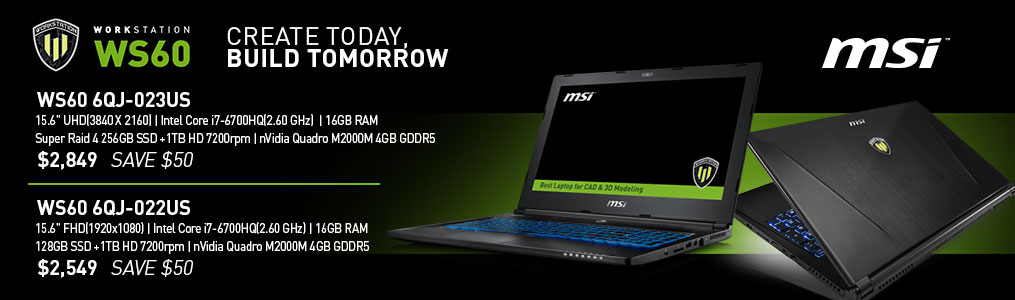 WORKSTATION
WS60
CREATE TODAY,
BUILD TOMORROW
msi™
WS60 6QJ-023US
15.6" UHD(3840 X 2160) | Intel Core i7-6700HQ(2.60 GHz) | 16GB RAM
Super Raid 4 256GB SSD +1TB HD 7200rpm | nVidia Quadro M2000M 4GB GDDR5
$2,849 SAVE $50
WS60 6QJ-022US
15.6" FHD(1920x1080) | Intel Core i7-6700HQ(2.60 GHz) | 16GB RAM
128GB SSD +1TB HD 7200rpm | nVidia Quadro M2000M 4GB GDDR5
$2,549 SAVE $50
msi
Best Laptop for CAD & 3D Modeling
msi
msi